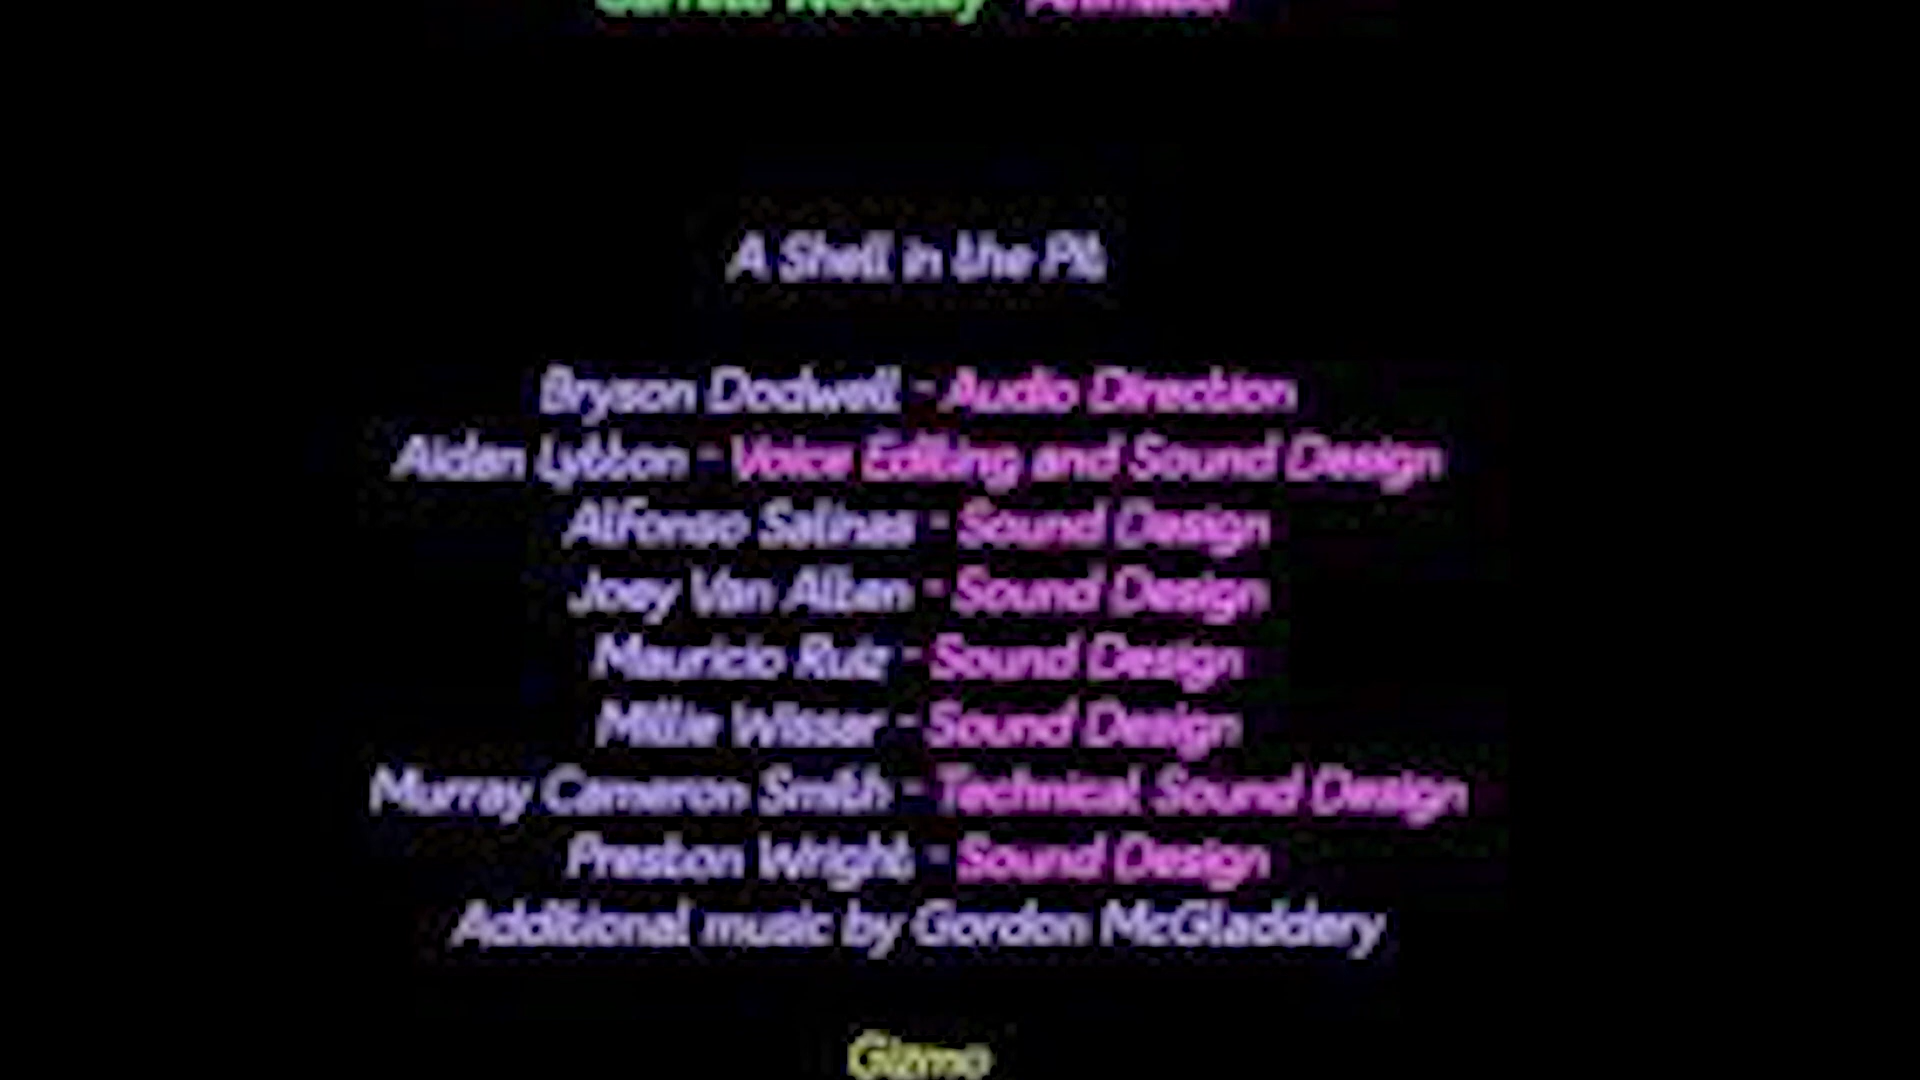 A Shell in the Pit
Bryson Dodwell - Audio Direction
Aidan Lytton - Voice Editing and Sound Design
Alfonso Salinas - Sound Design
Joey Van Alten - Sound Design
Mauricio Ruiz - Sound Design
Millie Wissar - Sound Design
Murray Cameron Smith - Technical Sound Design
Preston Wright - Sound Design
Additional music by Gordon McGladdery
Gizmo